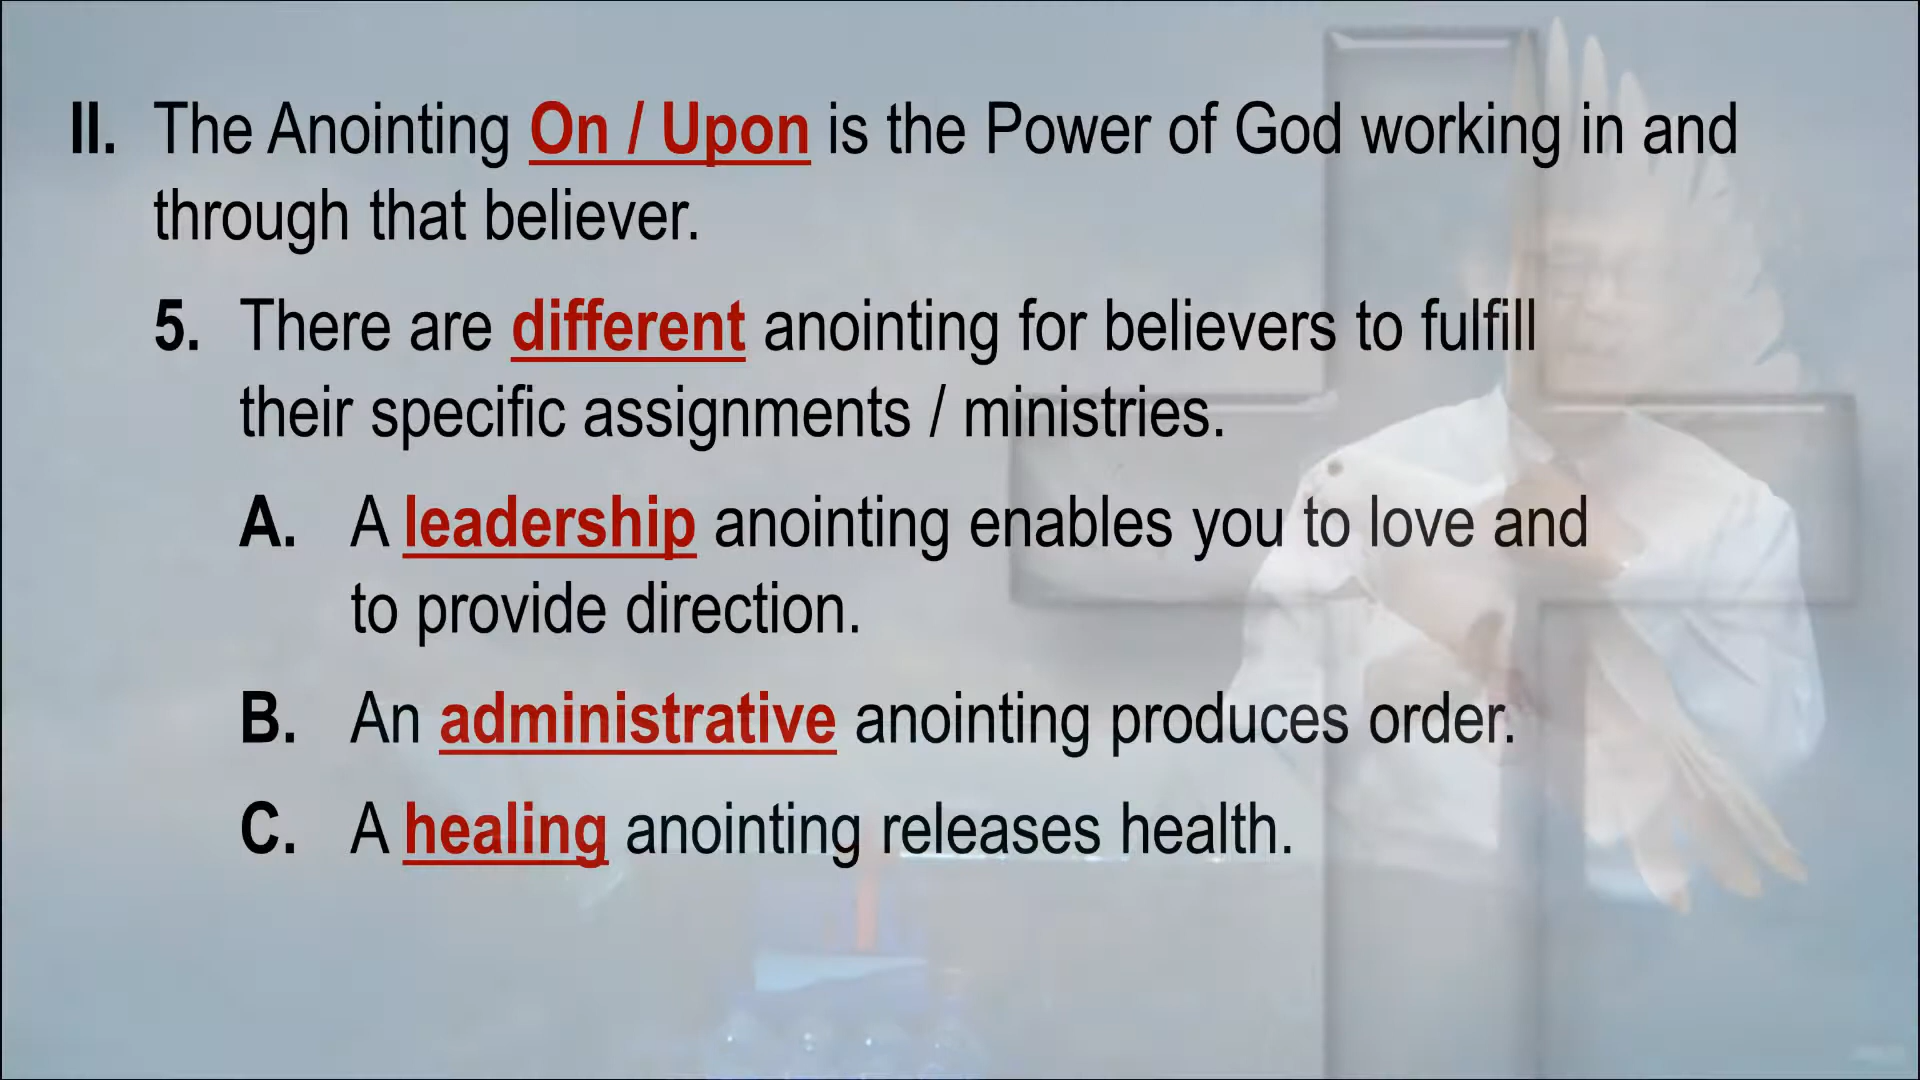 II. The Anointing On / Upon is the Power of God working in and
through that believer.
5. There are different anointing for believers to fulfill
their specific assignments / ministries.
A. A leadership anointing enables you to love and
to provide direction.
B. An administrative anointing produces order.
C. A healing anointing releases health.